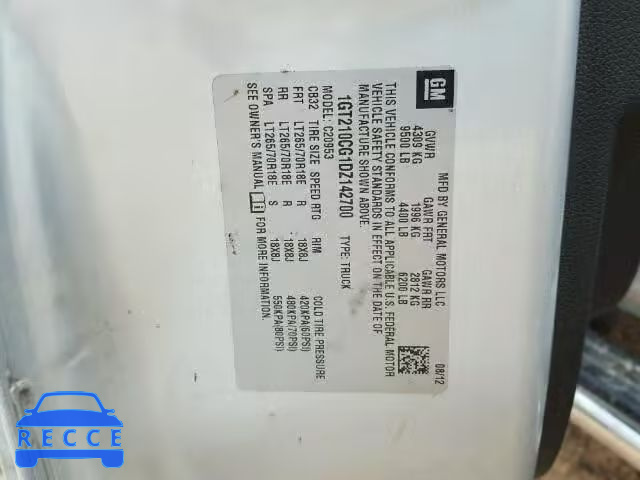 GM
MFD BY GENERAL MOTORS LLC
08/12
GVWR GAWR FRT GAWR RR
4309 KG 1996 KG 2812 KG
9500 LB 4400 LB 6200 LB
THIS VEHICLE CONFORMS TO ALL APPLICABLE U.S. FEDERAL MOTOR
VEHICLE SAFETY STANDARDS IN EFFECT ON THE DATE OF
MANUFACTURE SHOWN ABOVE.
1GT210CG1DZ142700 TYPE: TRUCK
MODEL: C20953
CB32 TIRE SIZE SPEED RTG RIM COLD TIRE PRESSURE
FRT LT265/70R18E R 18X8J 420KPA(60PSI)
RR LT265/70R18E R 18X8J 480KPA(70PSI)
SPA LT265/70R18E S 18X8J 550KPA(80PSI)
SEE OWNER'S MANUAL FOR ADDITIONAL INFORMATION.
RECCE